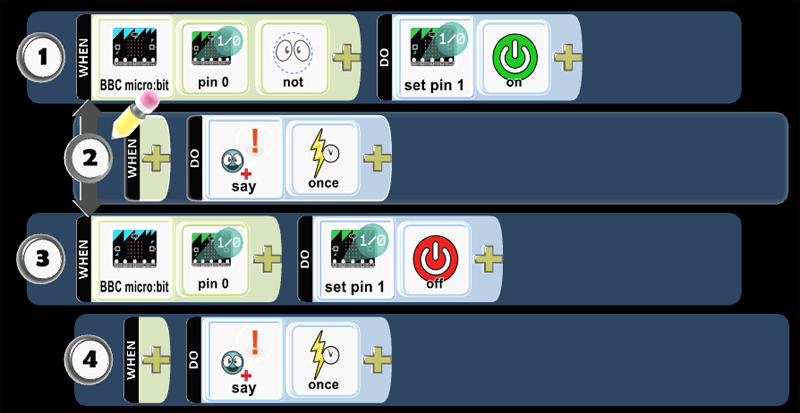 1 WHEN BBC micro:bit 1/0 pin 0 not DO 1/0 set pin 1 on
2 WHEN DO ! say once
3 WHEN BBC micro:bit 1/0 pin 0 DO 1/0 set pin 1 off
4 WHEN DO ! say once